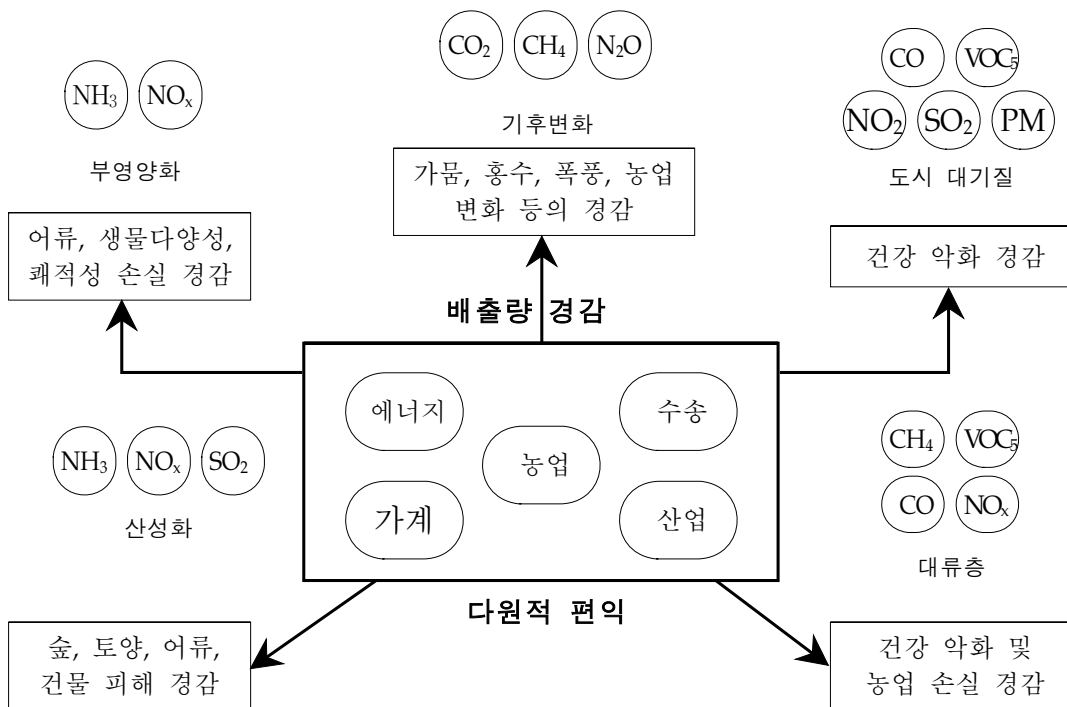 NH₃ NOₓ
부영양화
어류, 생물다양성,
쾌적성 손실 경감
CO₂ CH₄ N₂O
기후변화
가뭄, 홍수, 폭풍, 농업
변화 등의 경감
CO VOC₅
NO₂ SO₂ PM
도시 대기질
건강 악화 경감
배출량 경감
에너지
수송
농업
가계
산업
다원적 편익
NH₃ NOₓ SO₂
산성화
숲, 토양, 어류,
건물 피해 경감
CH₄ VOC₅
CO NOₓ
대류층
건강 악화 및
농업 손실 경감